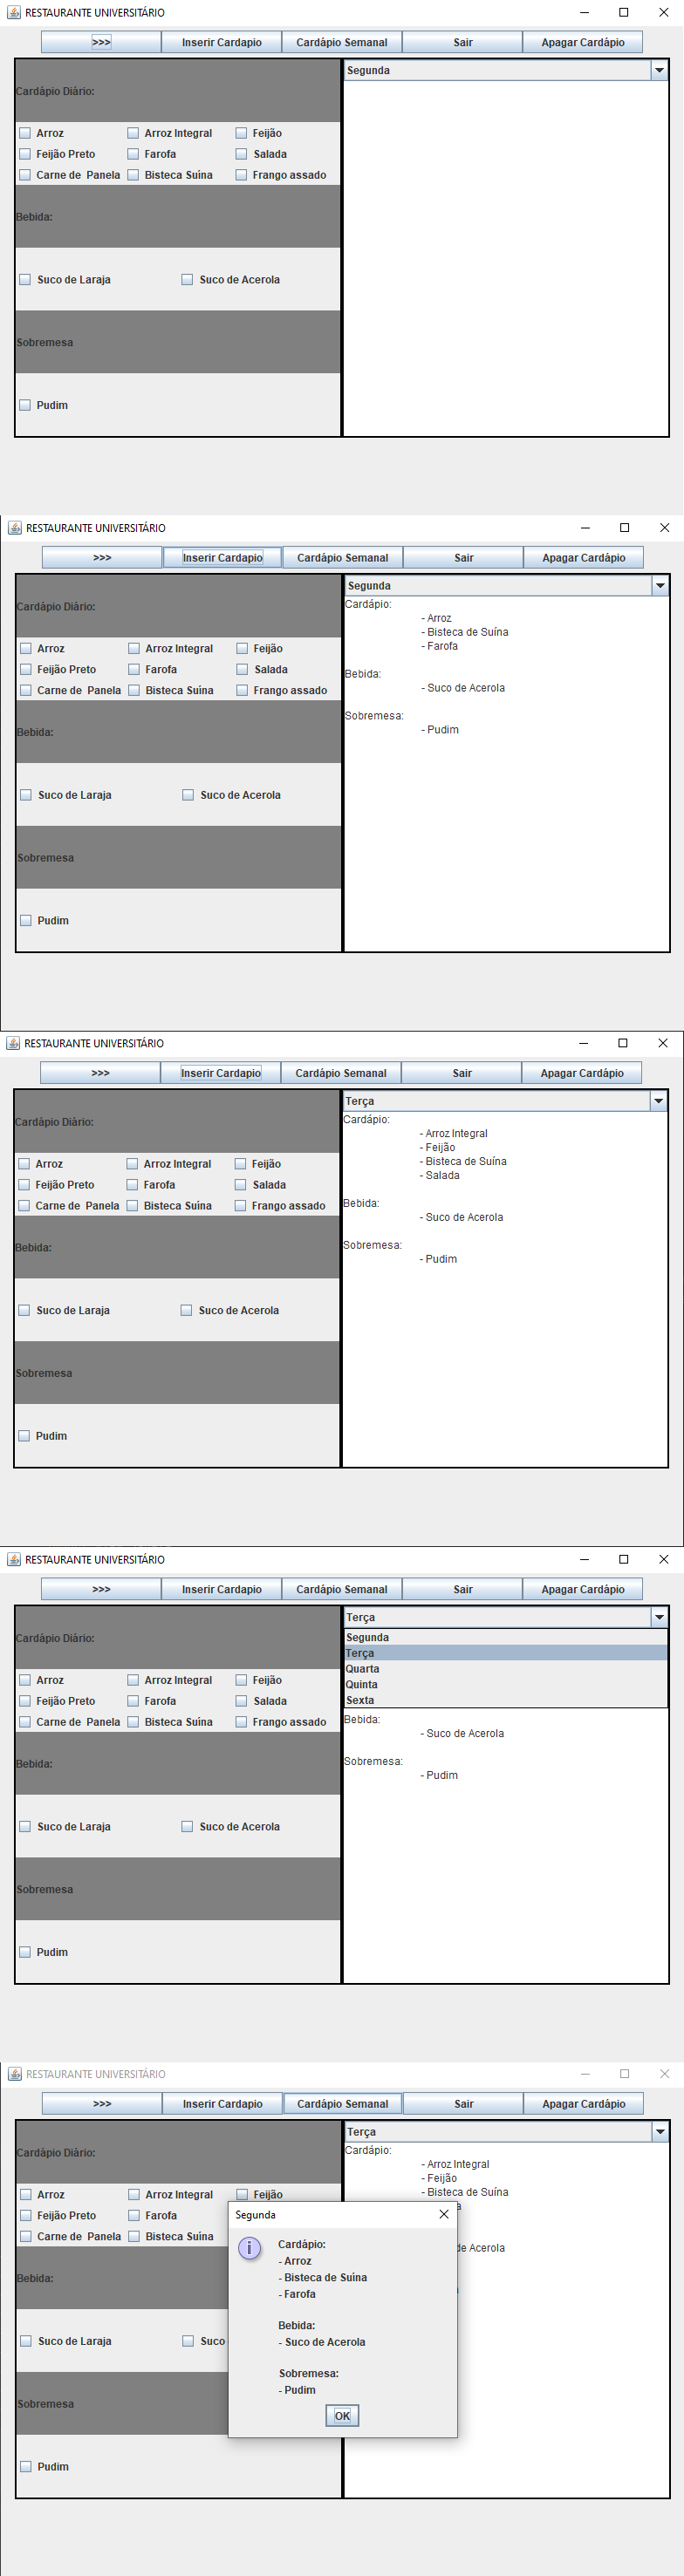 RESTAURANTE UNIVERSITÁRIO
>>> Inserir Cardapio Cardápio Semanal Sair Apagar Cardápio
Cardápio Diário: Segunda
Arroz Arroz Integral Feijão
Feijão Preto Farofa Salada
Carne de Panela Bisteca Suína Frango assado
Bebida:
Suco de Laraja Suco de Acerola
Sobremesa
Pudim
RESTAURANTE UNIVERSITÁRIO
>>> Inserir Cardapio Cardápio Semanal Sair Apagar Cardápio
Cardápio Diário:
Arroz Arroz Integral Feijão
Feijão Preto Farofa Salada
Carne de Panela Bisteca Suína Frango assado
Bebida:
Suco de Laraja Suco de Acerola
Sobremesa
Pudim
Segunda
Cardápio:
- Arroz
- Bisteca de Suína
- Farofa
Bebida:
- Suco de Acerola
Sobremesa:
- Pudim
RESTAURANTE UNIVERSITÁRIO
>>> Inserir Cardapio Cardápio Semanal Sair Apagar Cardápio
Cardápio Diário:
Arroz Arroz Integral Feijão
Feijão Preto Farofa Salada
Carne de Panela Bisteca Suína Frango assado
Bebida:
Suco de Laraja Suco de Acerola
Sobremesa
Pudim
Terça
Cardápio:
- Arroz Integral
- Feijão
- Bisteca de Suína
- Salada
Bebida:
- Suco de Acerola
Sobremesa:
- Pudim
RESTAURANTE UNIVERSITÁRIO
>>> Inserir Cardapio Cardápio Semanal Sair Apagar Cardápio
Cardápio Diário:
Arroz Arroz Integral Feijão
Feijão Preto Farofa Salada
Carne de Panela Bisteca Suína Frango assado
Bebida:
Suco de Laraja Suco de Acerola
Sobremesa
Pudim
Terça
Segunda
Terça
Quarta
Quinta
Sexta
Bebida:
- Suco de Acerola
Sobremesa:
- Pudim
RESTAURANTE UNIVERSITÁRIO
>>> Inserir Cardapio Cardápio Semanal Sair Apagar Cardápio
Cardápio Diário:
Arroz Arroz Integral Feijão
Feijão Preto Farofa
Carne de Panela Bisteca Suína
Bebida:
Suco de Laraja Suco
Sobremesa
Pudim
Terça
Cardápio:
- Arroz Integral
- Feijão
- Bisteca de Suína
de Acerola
Segunda
Cardápio:
- Arroz
- Bisteca de Suína
- Farofa
Bebida:
- Suco de Acerola
Sobremesa:
- Pudim
OK